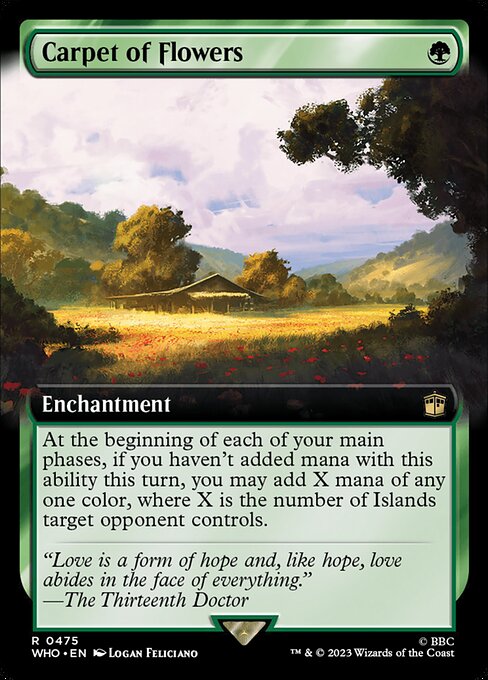 Carpet of Flowers
Enchantment
At the beginning of each of your main
phases, if you haven't added mana with this
ability this turn, you may add X mana of any
one color, where X is the number of Islands
target opponent controls.
“Love is a form of hope and, like hope, love
abides in the face of everything.”
—The Thirteenth Doctor
R 0475
WHO • EN Logan Feliciano
© BBC
™ & © 2023 Wizards of the Coast